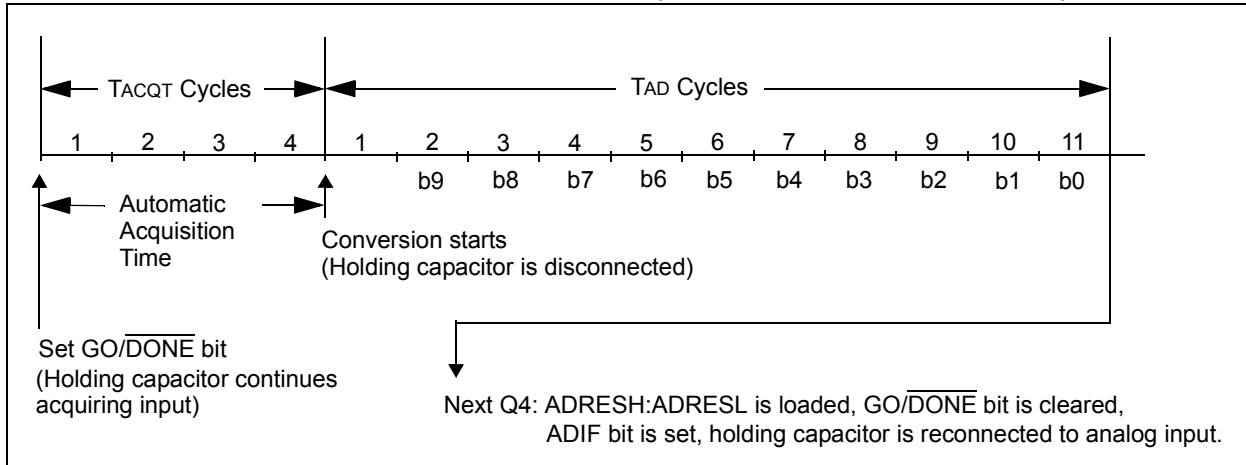 TACQT Cycles TAD Cycles
1 2 3 4 1 2 3 4 5 6 7 8 9 10 11
b9 b8 b7 b6 b5 b4 b3 b2 b1 b0
Automatic
Acquisition
Time
Conversion starts
(Holding capacitor is disconnected)
Set GO/DONE bit
(Holding capacitor continues
acquiring input)
Next Q4: ADRESH:ADRESL is loaded, GO/DONE bit is cleared,
ADIF bit is set, holding capacitor is reconnected to analog input.